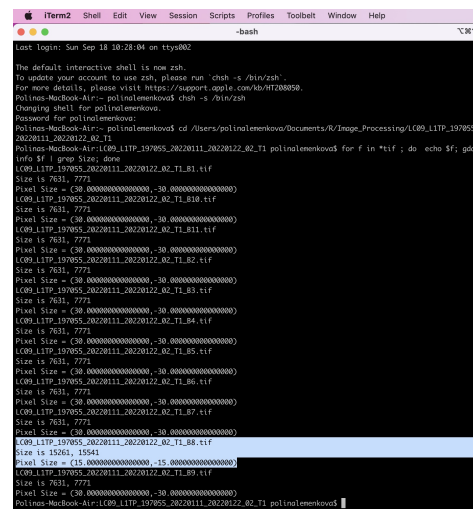 iTerm2 Shell Edit View Session Scripts Profiles Toolbelt Window Help
-bash
Last login: Sun Sep 18 10:28:04 on ttys002
The default interactive shell is now zsh.
To update your account to use zsh, please run `chsh -s /bin/zsh`.
For more details, please visit https://support.apple.com/kb/HT208050.
Polinas-MacBook-Air:~ polinalemenkova$ chsh -s /bin/zsh
Changing shell for polinalemenkova.
Password for polinalemenkova:
Polinas-MacBook-Air:~ polinalemenkova$ cd /Users/polinalemenkova/Documents/R/Image_Processing/LC09_L1TP_197055
20220111_20220122_02_T1
Polinas-MacBook-Air:LC09_L1TP_197055_20220111_20220122_02_T1 polinalemenkova$ for f in *tif ; do echo $f; gda
info $f | grep Size; done
LC09_L1TP_197055_20220111_20220122_02_T1_B1.tif
Size is 7631, 7771
Pixel Size = (30.000000000000000,-30.000000000000000)
LC09_L1TP_197055_20220111_20220122_02_T1_B10.tif
Size is 7631, 7771
Pixel Size = (30.000000000000000,-30.000000000000000)
LC09_L1TP_197055_20220111_20220122_02_T1_B11.tif
Size is 7631, 7771
Pixel Size = (30.000000000000000,-30.000000000000000)
LC09_L1TP_197055_20220111_20220122_02_T1_B2.tif
Size is 7631, 7771
Pixel Size = (30.000000000000000,-30.000000000000000)
LC09_L1TP_197055_20220111_20220122_02_T1_B3.tif
Size is 7631, 7771
Pixel Size = (30.000000000000000,-30.000000000000000)
LC09_L1TP_197055_20220111_20220122_02_T1_B4.tif
Size is 7631, 7771
Pixel Size = (30.000000000000000,-30.000000000000000)
LC09_L1TP_197055_20220111_20220122_02_T1_B5.tif
Size is 7631, 7771
Pixel Size = (30.000000000000000,-30.000000000000000)
LC09_L1TP_197055_20220111_20220122_02_T1_B6.tif
Size is 7631, 7771
Pixel Size = (30.000000000000000,-30.000000000000000)
LC09_L1TP_197055_20220111_20220122_02_T1_B7.tif
Size is 7631, 7771
Pixel Size = (30.000000000000000,-30.000000000000000)
LC09_L1TP_197055_20220111_20220122_02_T1_B8.tif
Size is 15261, 15541
Pixel Size = (15.000000000000000,-15.000000000000000)
LC09_L1TP_197055_20220111_20220122_02_T1_B9.tif
Size is 7631, 7771
Pixel Size = (30.000000000000000,-30.000000000000000)
Polinas-MacBook-Air:LC09_L1TP_197055_20220111_20220122_02_T1 polinalemenkova$